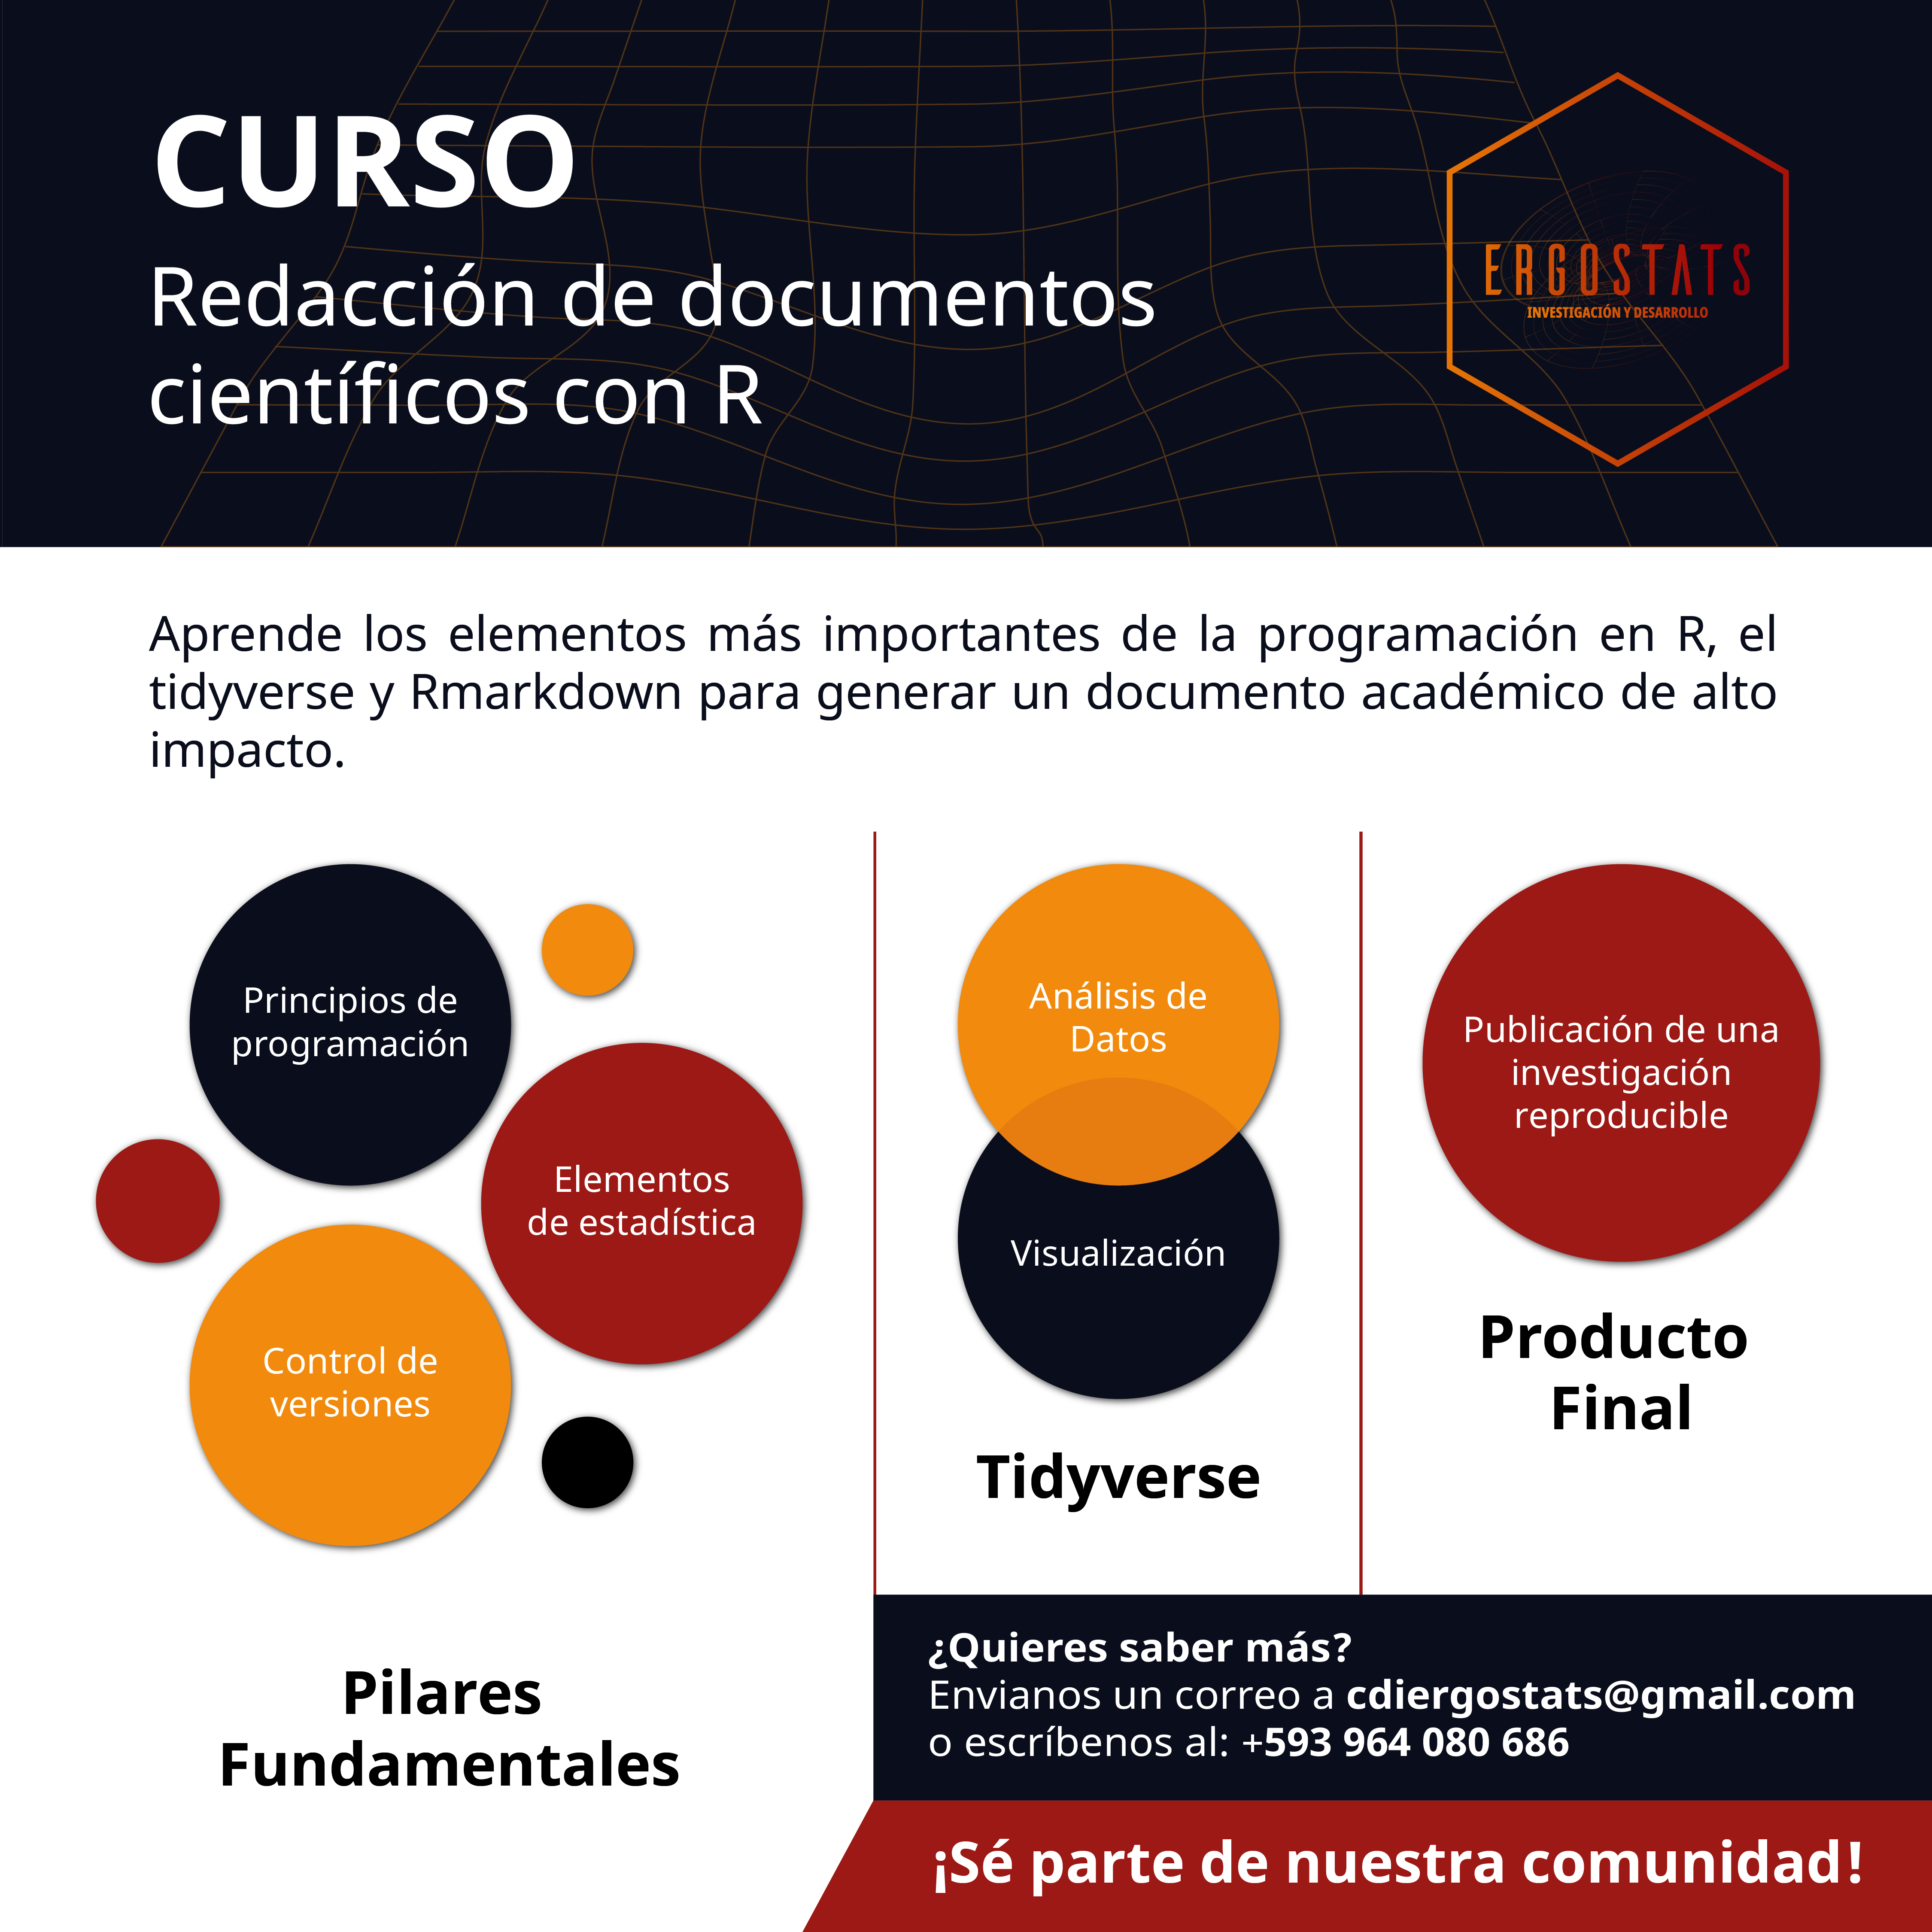 CURSO
Redacción de documentos
científicos con R
ERGOSTATS
INVESTIGACIÓN Y DESARROLLO
Aprende los elementos más importantes de la programación en R, el
tidyverse y Rmarkdown para generar un documento académico de alto
impacto.
Principios de
programación
Elementos
de estadística
Control de
versiones
Pilares
Fundamentales
Análisis de
Datos
Visualización
Tidyverse
Publicación de una
investigación
reproducible
Producto
Final
¿Quieres saber más?
Envianos un correo a cdiergostats@gmail.com
o escríbenos al: +593 964 080 686
¡Sé parte de nuestra comunidad!